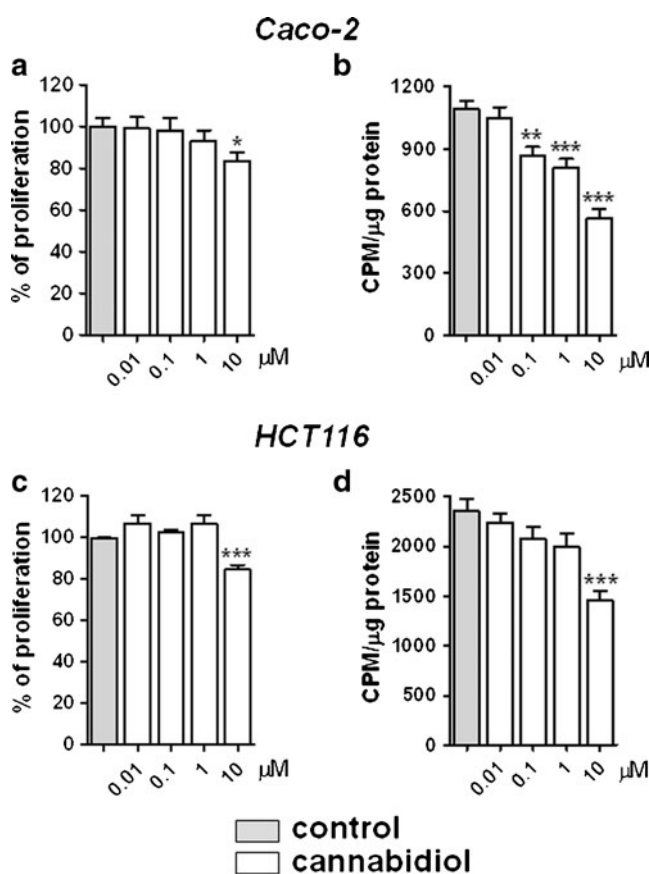 Caco-2
a
% of proliferation
120
100
80
60
40
20
0
*
0.01 0.1 1 10 µM
b
CPM/µg protein
1200
900
600
300
0
** *** ***
0.01 0.1 1 10 µM
HCT116
c
% of proliferation
120
100
80
60
40
20
0
***
0.01 0.1 1 10 µM
d
CPM/µg protein
2500
2000
1500
1000
500
0
***
0.01 0.1 1 10 µM
control
cannabidiol